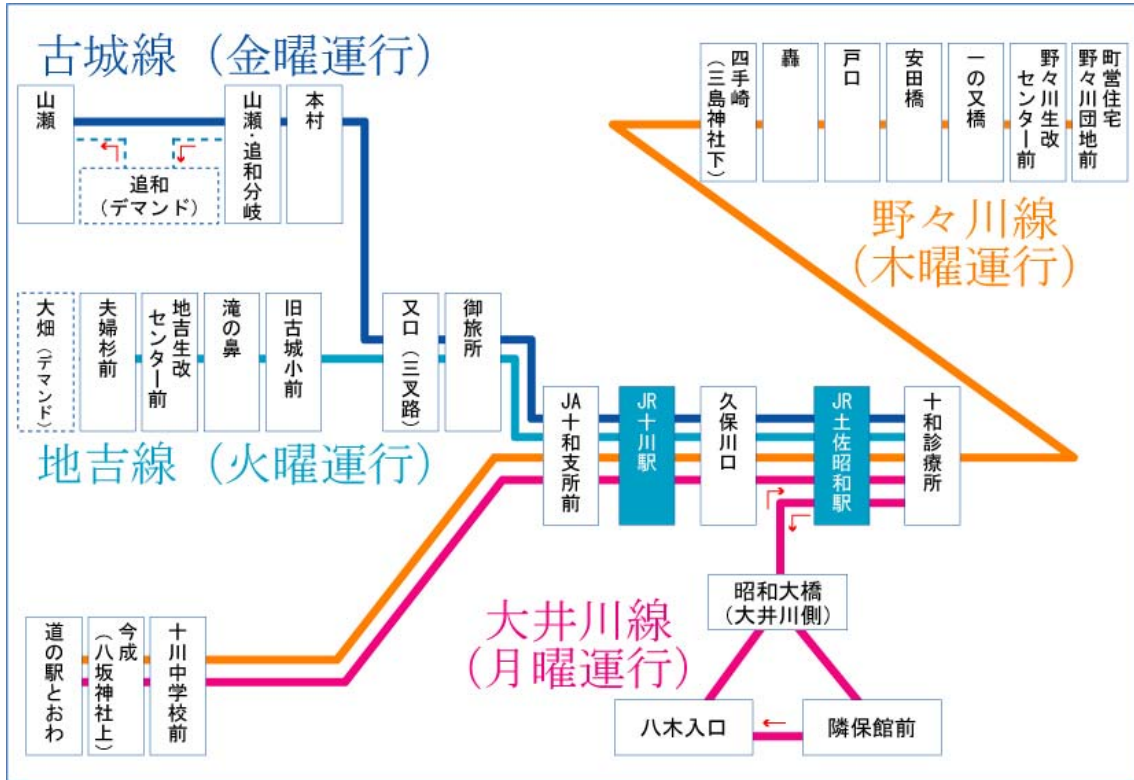 古城線（金曜運行）
山瀬
追和
（デマンド）
山瀬・追和分岐
本村
四手崎
（三島神社下）
轟
戸口
安田橋
一の又橋
野々川生改
センター前
町営住宅
野々川団地前
野々川線
（木曜運行）
大畑（デマンド）
夫婦杉前
地吉生改
センター前
滝の鼻
旧古城小前
又口（三叉路）
御旅所
地吉線（火曜運行）
JA十和支所前
JR十川駅
久保川口
JR土佐昭和駅
十和診療所
昭和大橋
（大井川側）
大井川線
（月曜運行）
八木入口
隣保館前
道の駅とおわ
今成
（八坂神社上）
十川中学校前